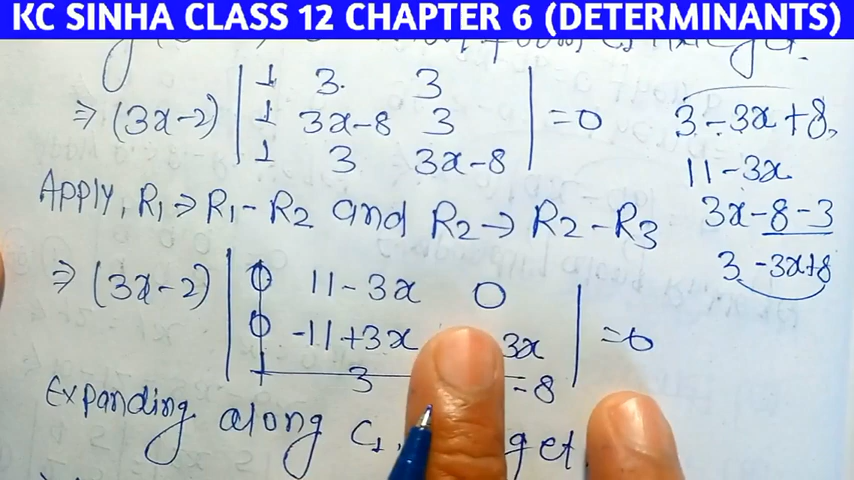 KC SINHA CLASS 12 CHAPTER 6 (DETERMINANTS)
1 3 3
⇒ (3x-2) 1 3x-8 3 = 0
1 3 3x-8
3-3x+8,
11-3x
3x-8-3
3-3x+8
Apply, R1 ⇒ R1-R2 and R2 → R2-R3
0 11-3x 0
⇒ (3x-2) 0 -11+3x 3x = 0
1 3 -8
Expanding along C1, get